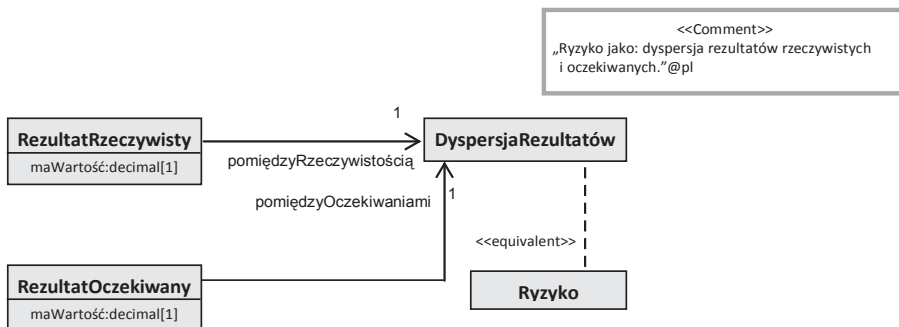 <<Comment>>
„Ryzyko jako: dyspersja rezultatów rzeczywistych
i oczekiwanych.”@pl
1
RezultatRzeczywisty
DyspersjaRezultatów
maWartość:decimal[1]
pomiędzyRzeczywistością
pomiędzyOczekiwaniami
1
<<equivalent>>
RezultatOczekiwany
Ryzyko
maWartość:decimal[1]